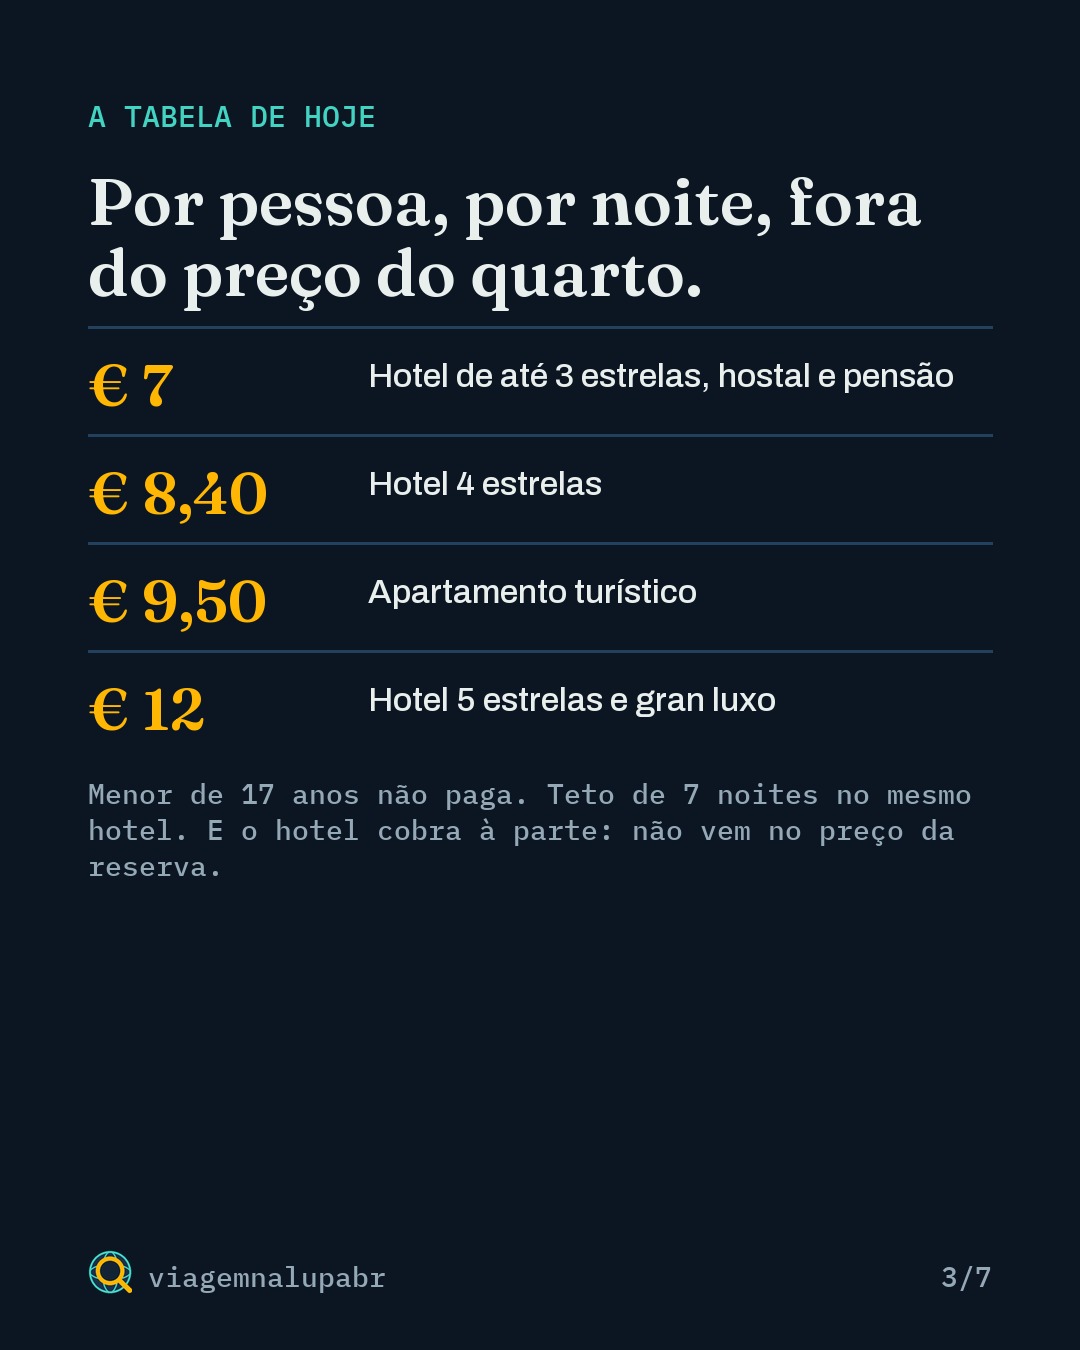 A TABELA DE HOJE
Por pessoa, por noite, fora
do preço do quarto.
€ 7 Hotel de até 3 estrelas, hostal e pensão
€ 8,40 Hotel 4 estrelas
€ 9,50 Apartamento turístico
€ 12 Hotel 5 estrelas e gran luxo
Menor de 17 anos não paga. Teto de 7 noites no mesmo
hotel. E o hotel cobra à parte: não vem no preço da
reserva.
viagemnalupabr 3/7